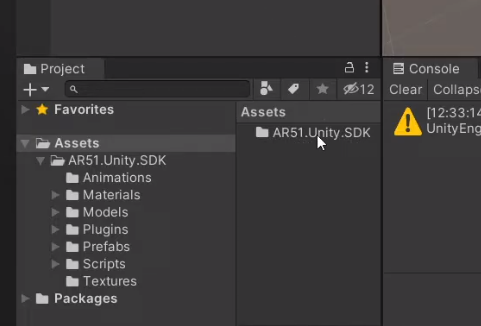 Project
12
Favorites
Assets
AR51.Unity.SDK
Animations
Materials
Models
Plugins
Prefabs
Scripts
Textures
Packages
Assets
AR51.Unity.SDK
Console
Clear Collaps
[12:33:14
UnityEng